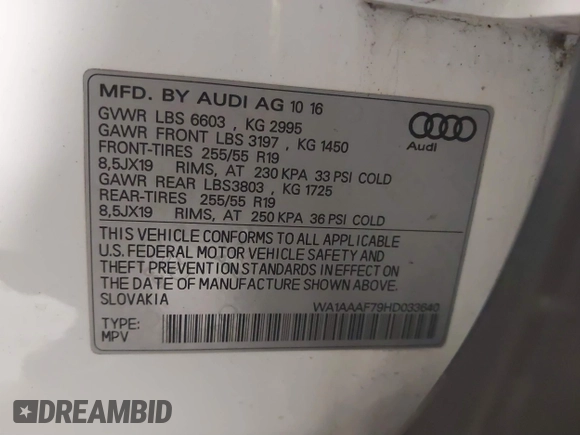 MFD. BY AUDI AG 10 16
GVWR LBS 6603 , KG 2995
GAWR FRONT LBS 3197 , KG 1450
FRONT-TIRES 255/55 R19
8,5JX19 RIMS, AT 230 KPA 33 PSI COLD
GAWR REAR LBS3803 , KG 1725
REAR-TIRES 255/55 R19
8,5JX19 RIMS, AT 250 KPA 36 PSI COLD
Audi
THIS VEHICLE CONFORMS TO ALL APPLICABLE
U.S. FEDERAL MOTOR VEHICLE SAFETY AND
THEFT PREVENTION STANDARDS IN EFFECT ON
THE DATE OF MANUFACTURE SHOWN ABOVE.
SLOVAKIA
WA1AAAF79HD033640
TYPE:
MPV
DREAMBID